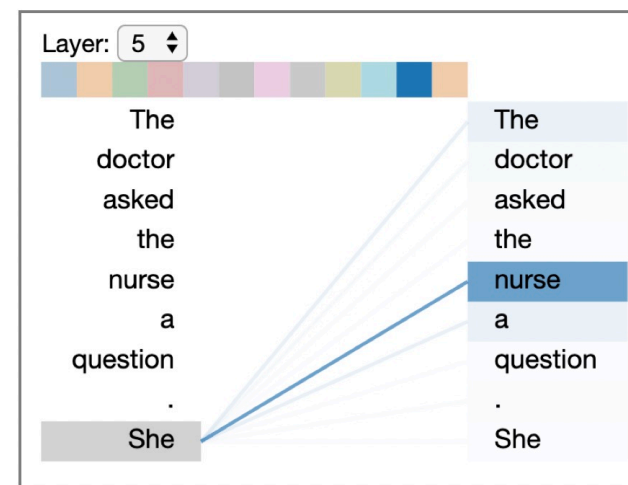 Layer: 5
The The
doctor doctor
asked asked
the the
nurse nurse
a a
question question
. .
She She